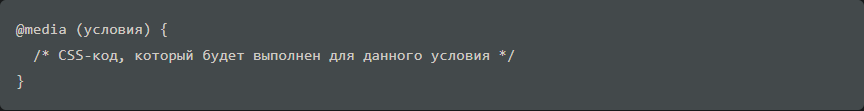 @media (условия) {
/* CSS-код, который будет выполнен для данного условия */
}